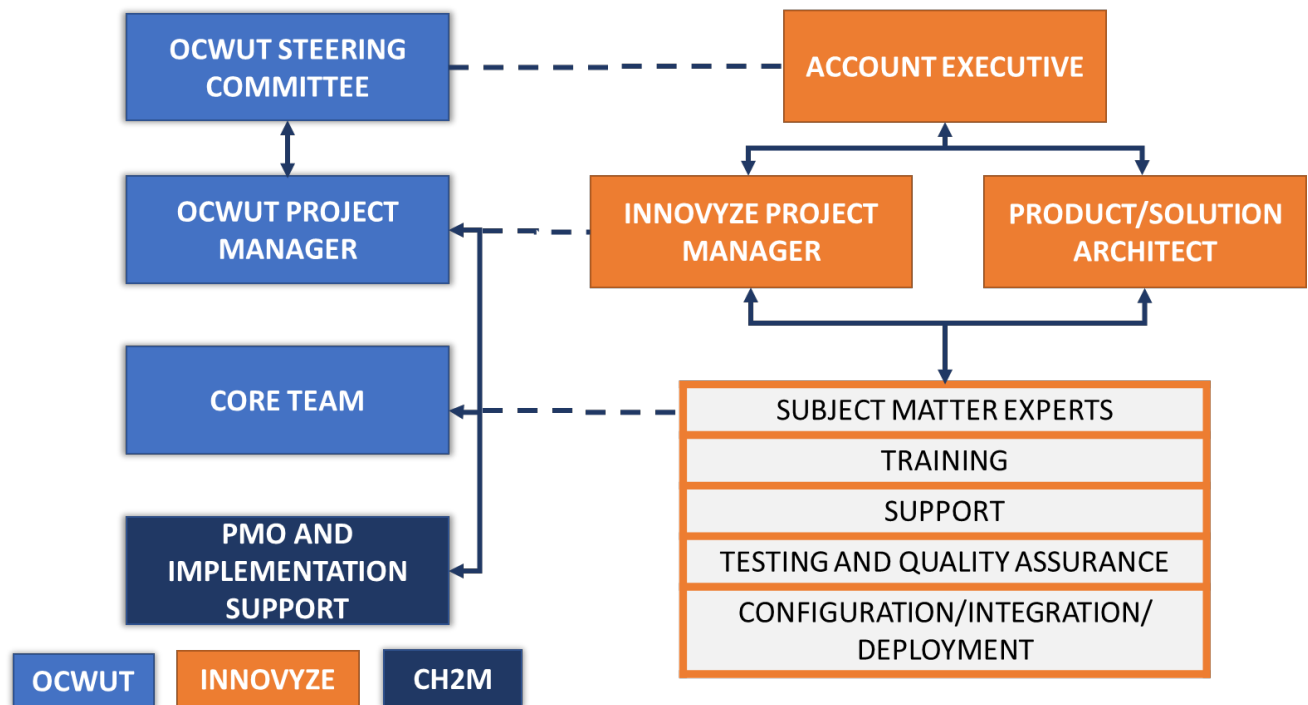 OCWUT STEERING
COMMITTEE
ACCOUNT EXECUTIVE
OCWUT PROJECT
MANAGER
INNOVYZE PROJECT
MANAGER
PRODUCT/SOLUTION
ARCHITECT
CORE TEAM
SUBJECT MATTER EXPERTS
TRAINING
SUPPORT
TESTING AND QUALITY ASSURANCE
CONFIGURATION/INTEGRATION/
DEPLOYMENT
PMO AND
IMPLEMENTATION
SUPPORT
OCWUT
INNOVYZE
CH2M